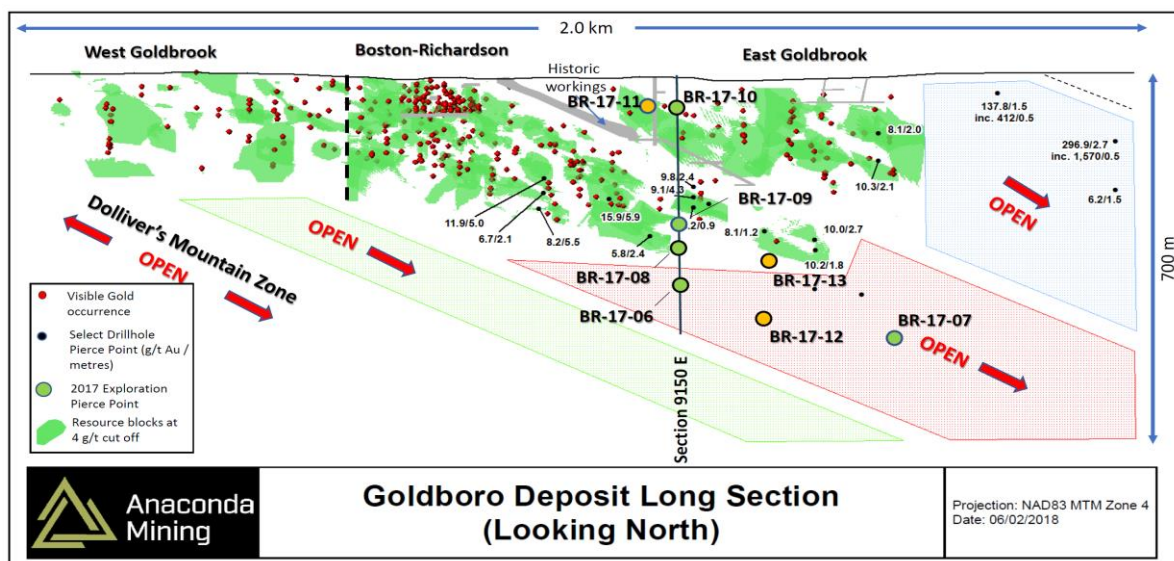 2.0 km
West Goldbrook
Boston-Richardson
East Goldbrook
Historic
workings
BR-17-11
BR-17-10
137.8/1.5
inc. 412/0.5
8.1/2.0
296.9/2.7
inc. 1,570/0.5
10.3/2.1
9.8/2.4
9.1/4.3
6.2/1.5
BR-17-09
11.9/5.0
15.9/5.9
.2/0.9
6.7/2.1
8.2/5.5
8.1/1.2
10.0/2.7
5.8/2.4
10.2/1.8
OPEN
Dolliver's Mountain Zone
OPEN
OPEN
BR-17-08
BR-17-13
BR-17-06
BR-17-12
BR-17-07
OPEN
700 m
Section 9150 E
Visible Gold
occurrence
Select Drillhole
Pierce Point (g/t Au /
metres)
2017 Exploration
Pierce Point
Resource blocks at
4 g/t cut off
Anaconda
Mining
Goldboro Deposit Long Section
(Looking North)
Projection: NAD83 MTM Zone 4
Date: 06/02/2018